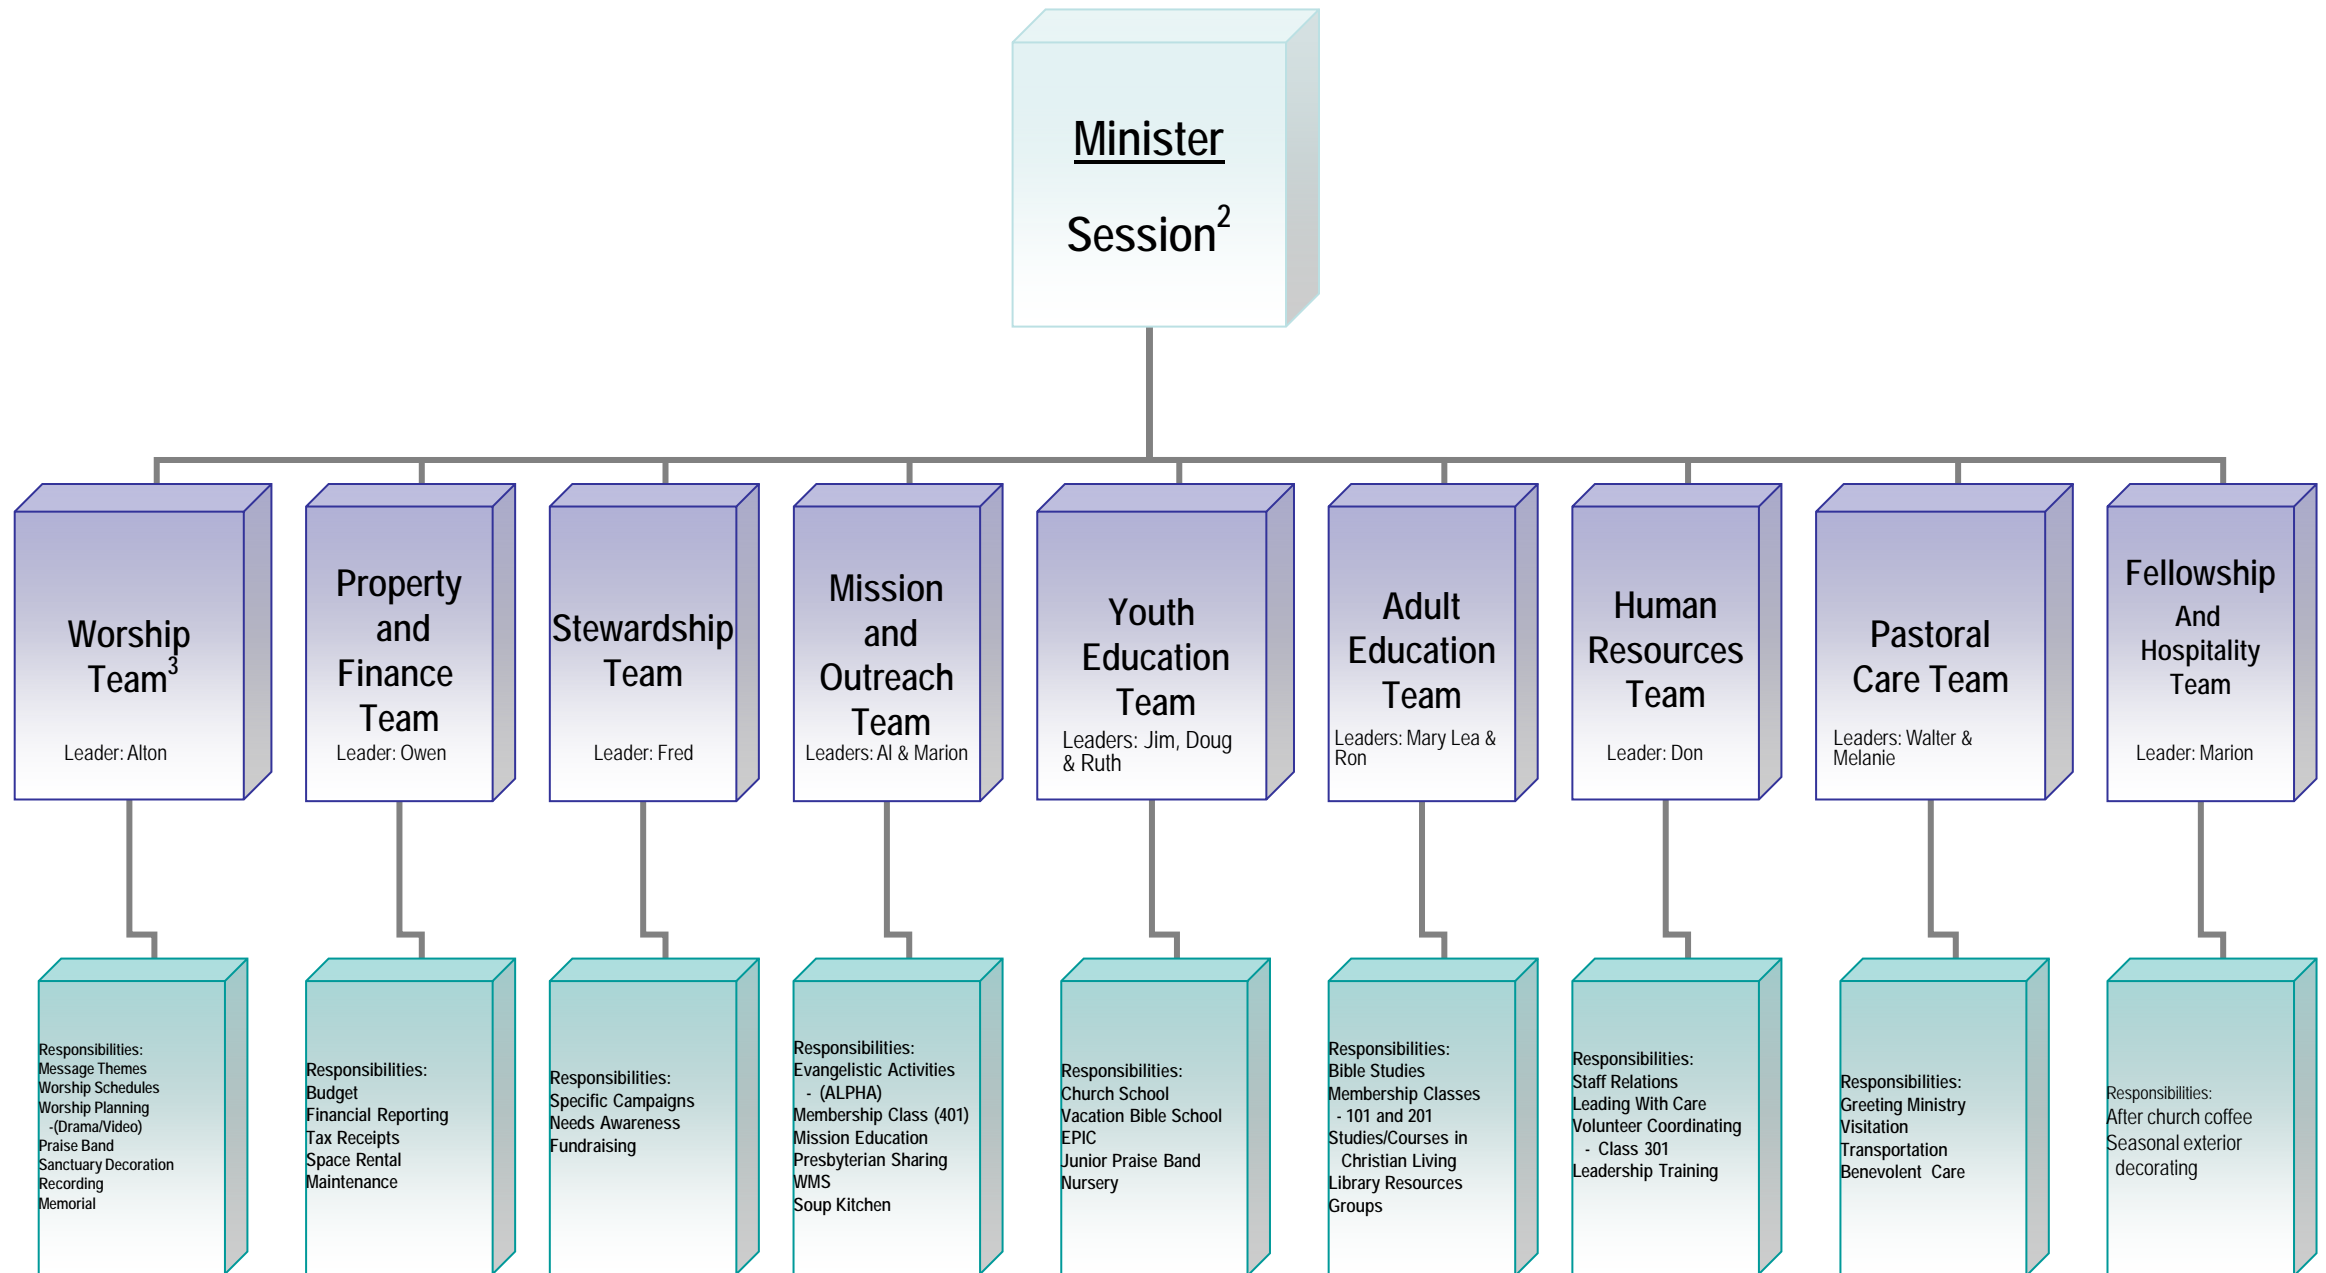 Minister
Session²
Worship
Team³
Leader: Alton
Property
and
Finance
Team
Leader: Owen
Stewardship
Team
Leader: Fred
Mission
and
Outreach
Team
Leaders: Al & Marion
Youth
Education
Team
Leaders: Jim, Doug
& Ruth
Adult
Education
Team
Leaders: Mary Lea &
Ron
Human
Resources
Team
Leader: Don
Pastoral
Care Team
Leaders: Walter &
Melanie
Fellowship
And
Hospitality
Team
Leader: Marion
Responsibilities:
Message Themes
Worship Schedules
Worship Planning
-(Drama/Video)
Praise Band
Sanctuary Decoration
Recording
Memorial
Responsibilities:
Budget
Financial Reporting
Tax Receipts
Space Rental
Maintenance
Responsibilities:
Specific Campaigns
Needs Awareness
Fundraising
Responsibilities:
Evangelistic Activities
- (ALPHA)
Membership Class (401)
Mission Education
Presbyterian Sharing
WMS
Soup Kitchen
Responsibilities:
Church School
Vacation Bible School
EPIC
Junior Praise Band
Nursery
Responsibilities:
Bible Studies
Membership Classes
- 101 and 201
Studies/Courses in
Christian Living
Library Resources
Groups
Responsibilities:
Staff Relations
Leading With Care
Volunteer Coordinating
- Class 301
Leadership Training
Responsibilities:
Greeting Ministry
Visitation
Transportation
Benevolent Care
Responsibilities:
After church coffee
Seasonal exterior
decorating